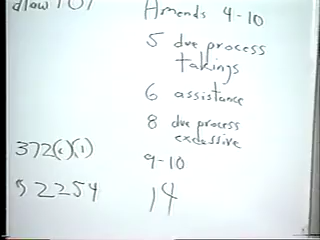 Amends 4-10
5 due process
takings
6 assistance
8 due process
excessive
372(c)(1)
9-10
§ 2254
14